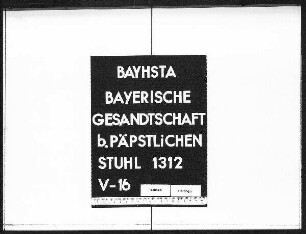 BAYHSTA
BAYERISCHE
GESANDTSCHAFT
b. PÄPSTLiCHEN
STUHL 1312
V-16